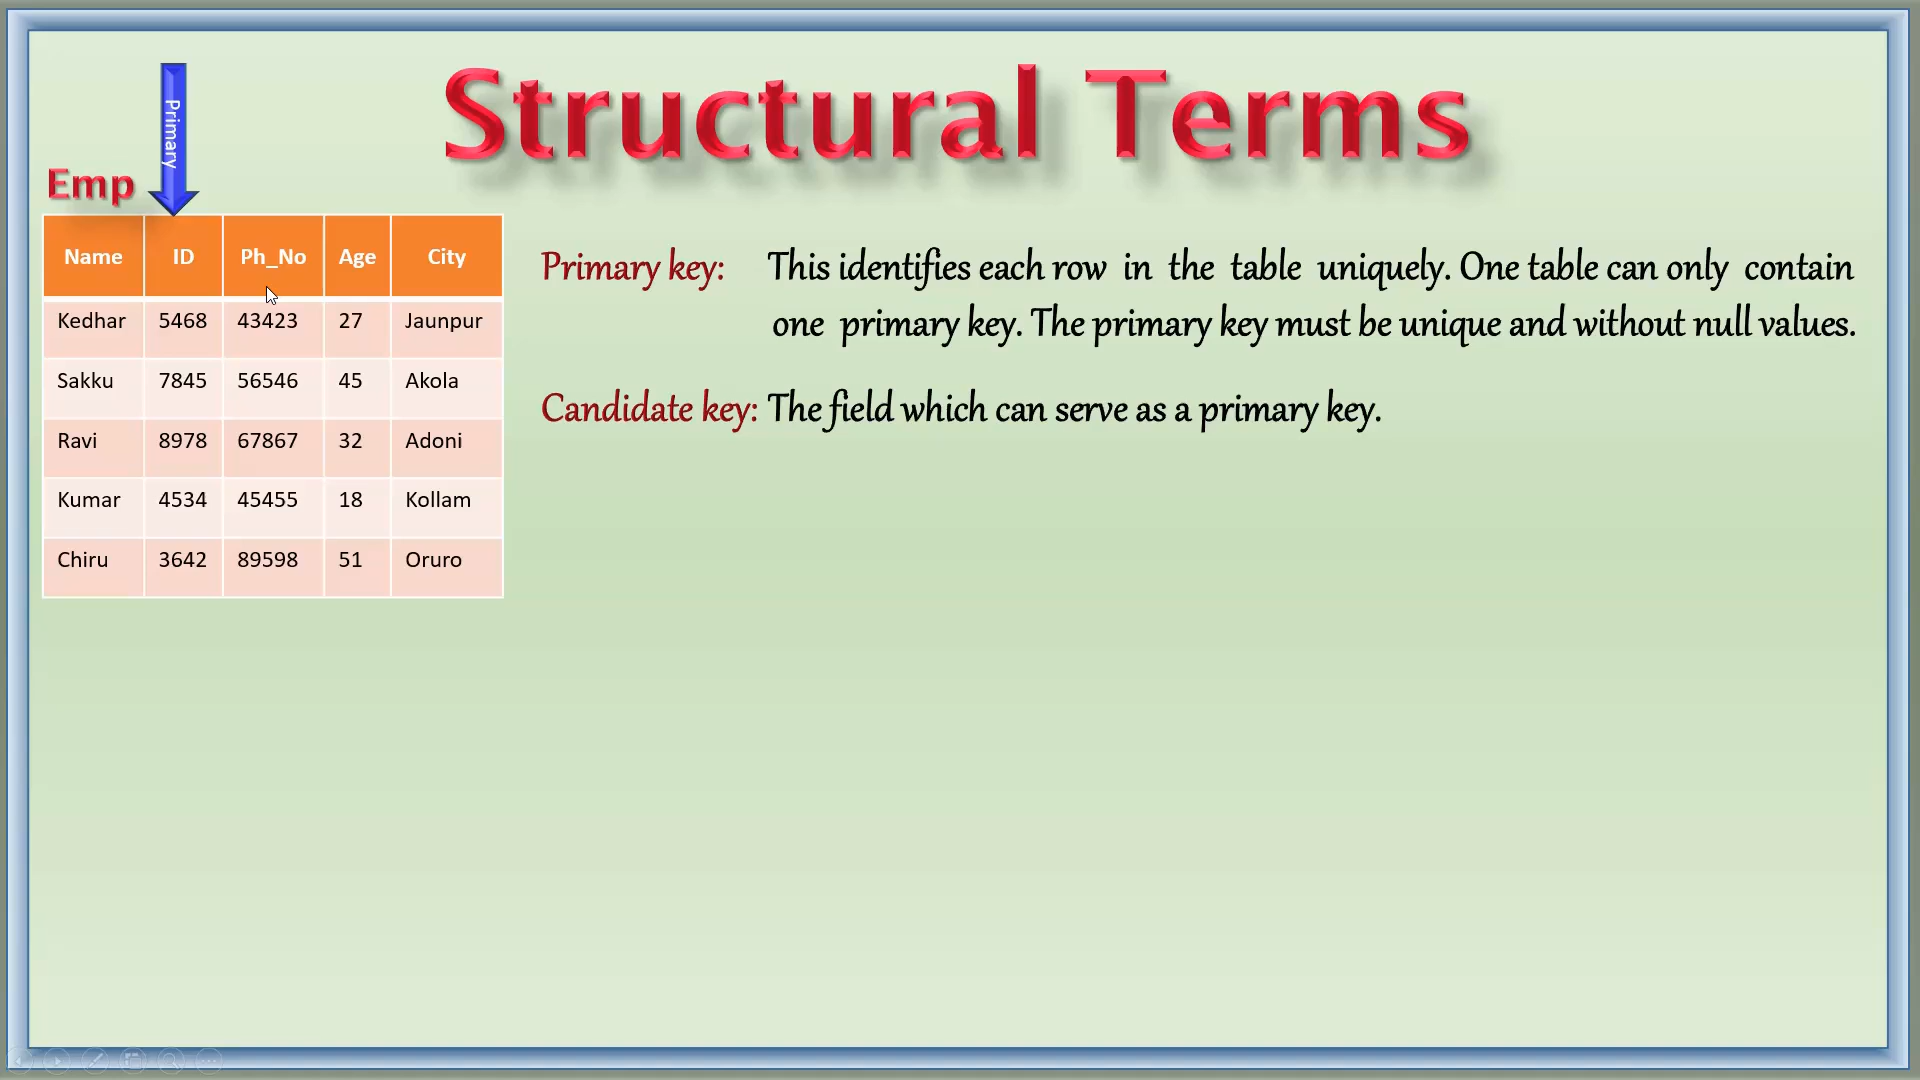 Structural Terms
Primary
Emp
Name ID Ph_No Age City
Kedhar 5468 43423 27 Jaunpur
Sakku 7845 56546 45 Akola
Ravi 8978 67867 32 Adoni
Kumar 4534 45455 18 Kollam
Chiru 3642 89598 51 Oruro
Primary key: This identifies each row in the table uniquely. One table can only contain
one primary key. The primary key must be unique and without null values.
Candidate key: The field which can serve as a primary key.